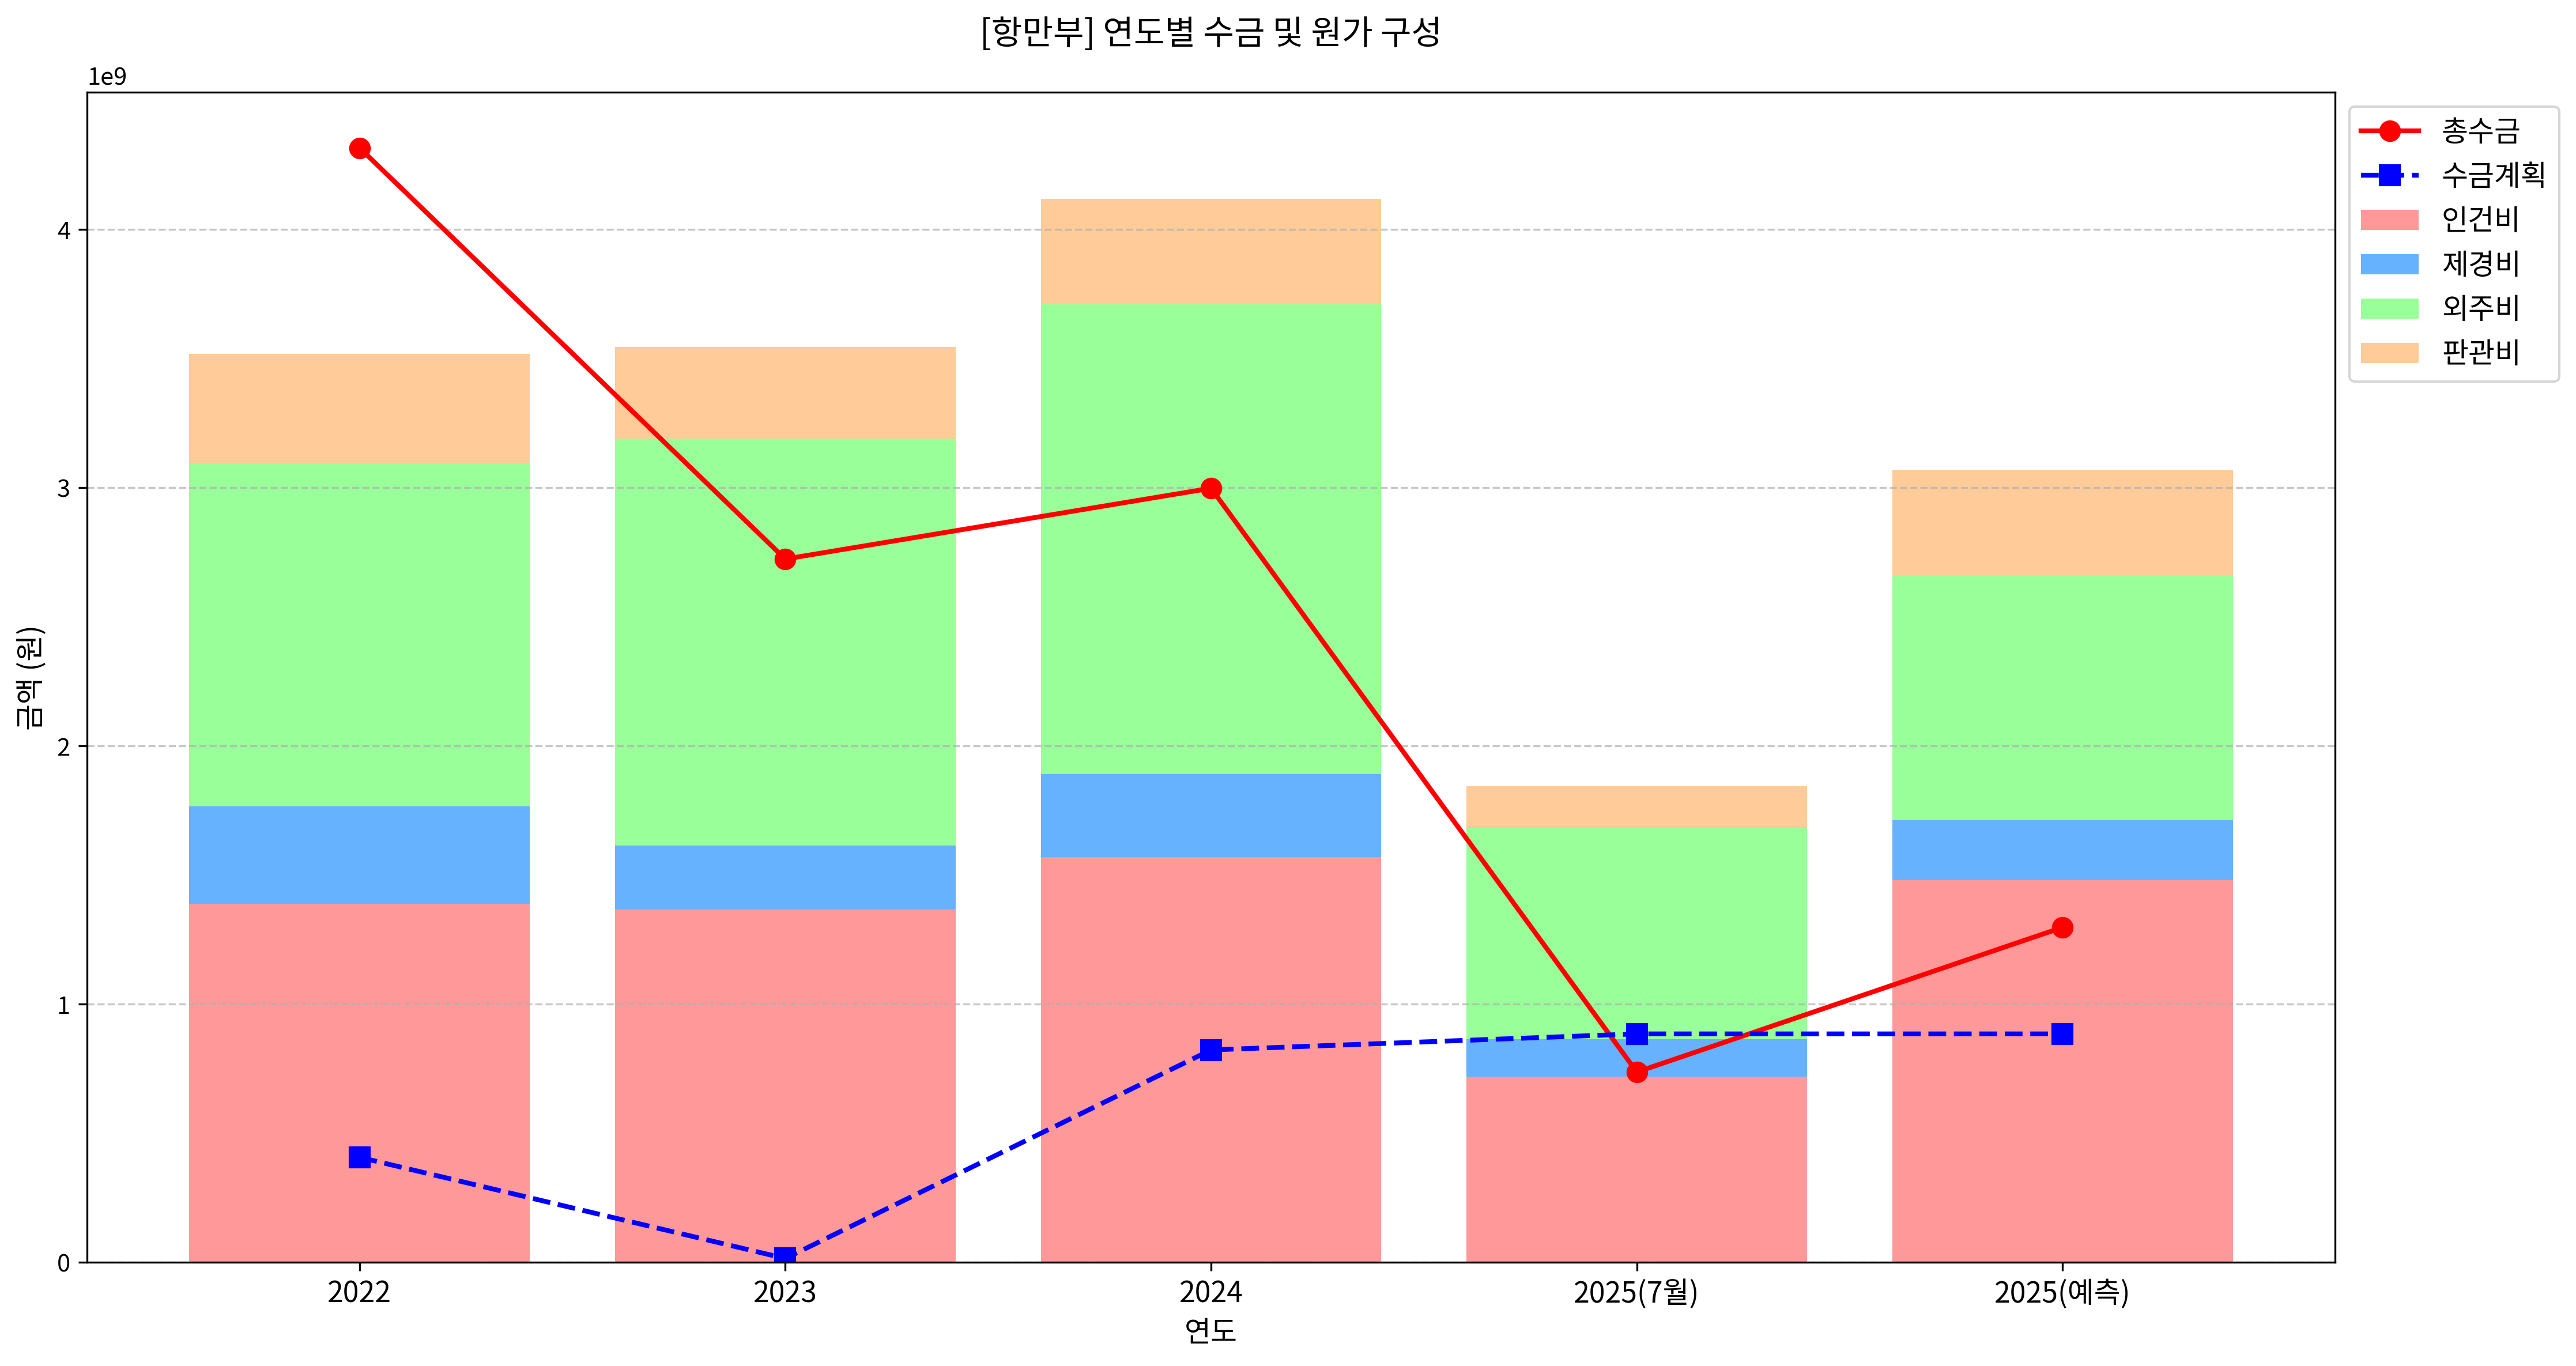 [항만부] 연도별 수금 및 원가 구성
1e9
4
3
2
1
0
금액 (원)
2022
2023
2024
2025(7월)
2025(예측)
연도
총수금
수금계획
인건비
제경비
외주비
판관비